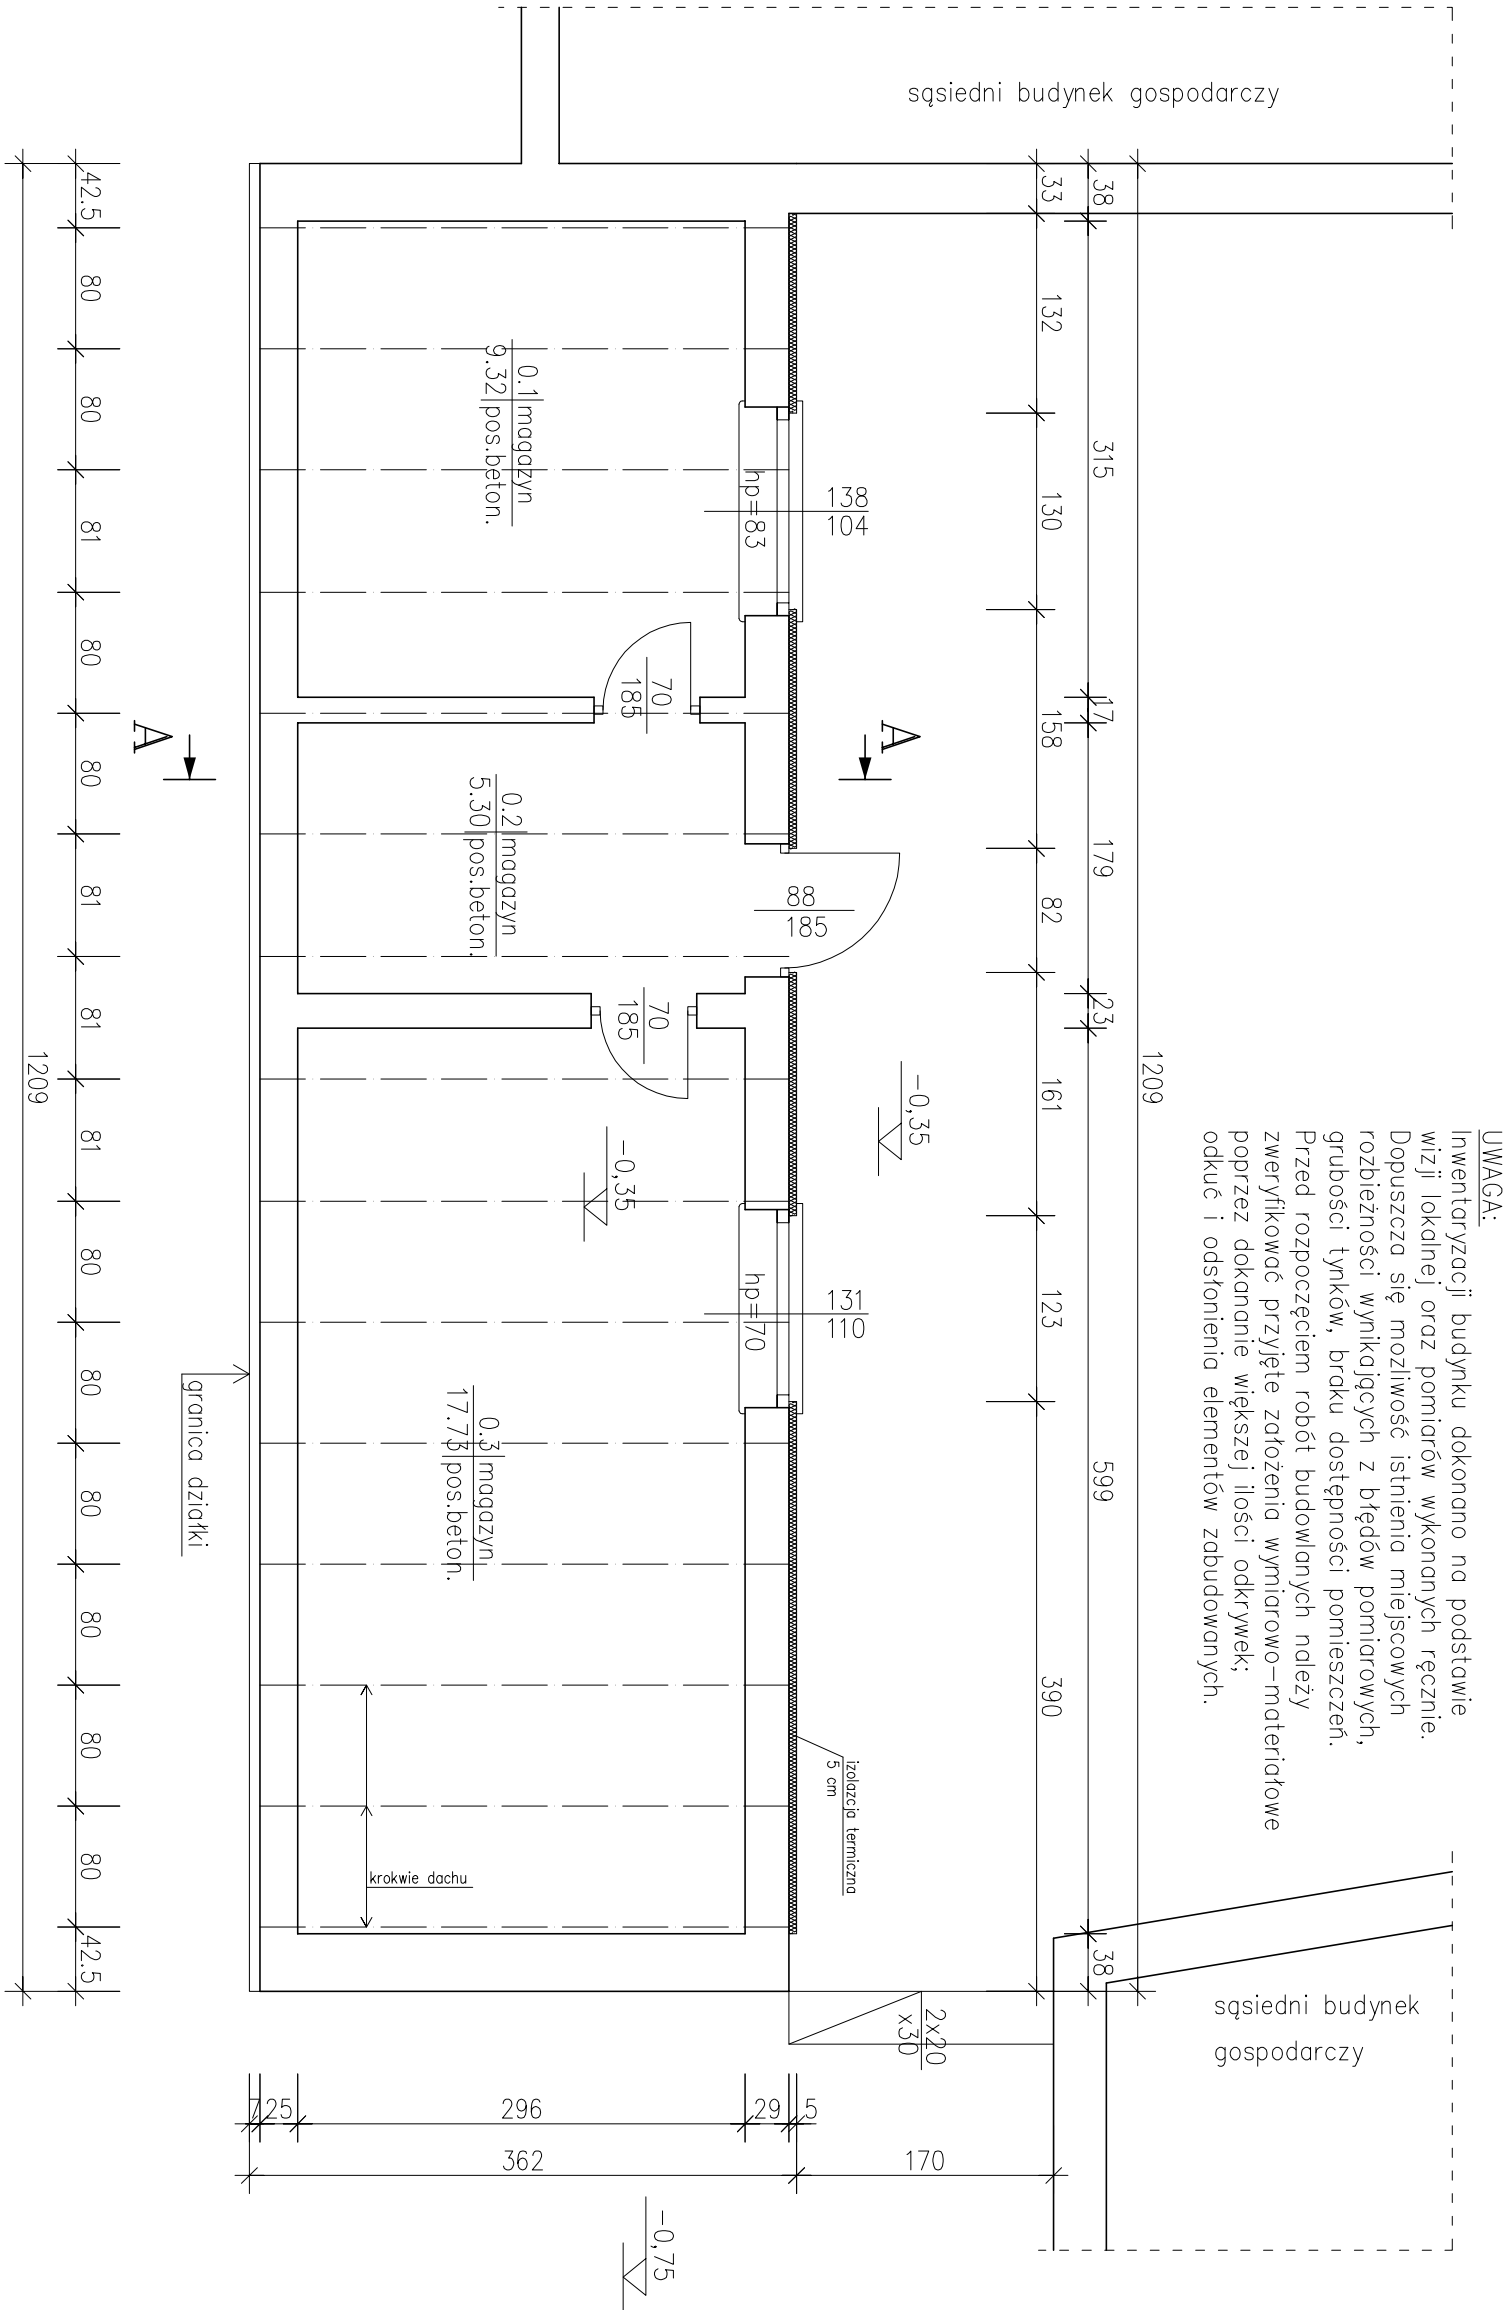 UWAGA:
Inwentaryzacji budynku dokonano na podstawie
wizji lokalnej oraz pomiarów wykonanych ręcznie.
Dopuszcza się możliwość istnienia miejscowych
rozbieżności wynikających z błędów pomiarowych,
grubości tynków, braku dostępności pomieszczeń.
Przed rozpoczęciem robót budowlanych należy
zweryfikować przyjęte założenia wymiarowo-materiałowe
poprzez dokananie większej ilości odkrywek;
odkuć i odsłonienia elementów zabudowanych.
sąsiedni budynek gospodarczy
sąsiedni budynek
gospodarczy
1209
38 315 17 179 23 599 38
33 132 130 158 82 161 123 390
138
104
88
185
131
110
A
A
-0,35
-0,35
-0,75
izolazcja termiczna
5 cm
2x20
x30
hp=83
hp=70
70
185
70
185
0.1 magazyn
9.32 pos.beton.
0.2 magazyn
5.30 pos.beton.
0.3 magazyn
17.73 pos.beton.
krokwie dachu
granica działki
42.5 80 80 81 80 80 81 81 81 80 80 80 80 80 80 42.5
1209
7 25 296 29 5
362 170